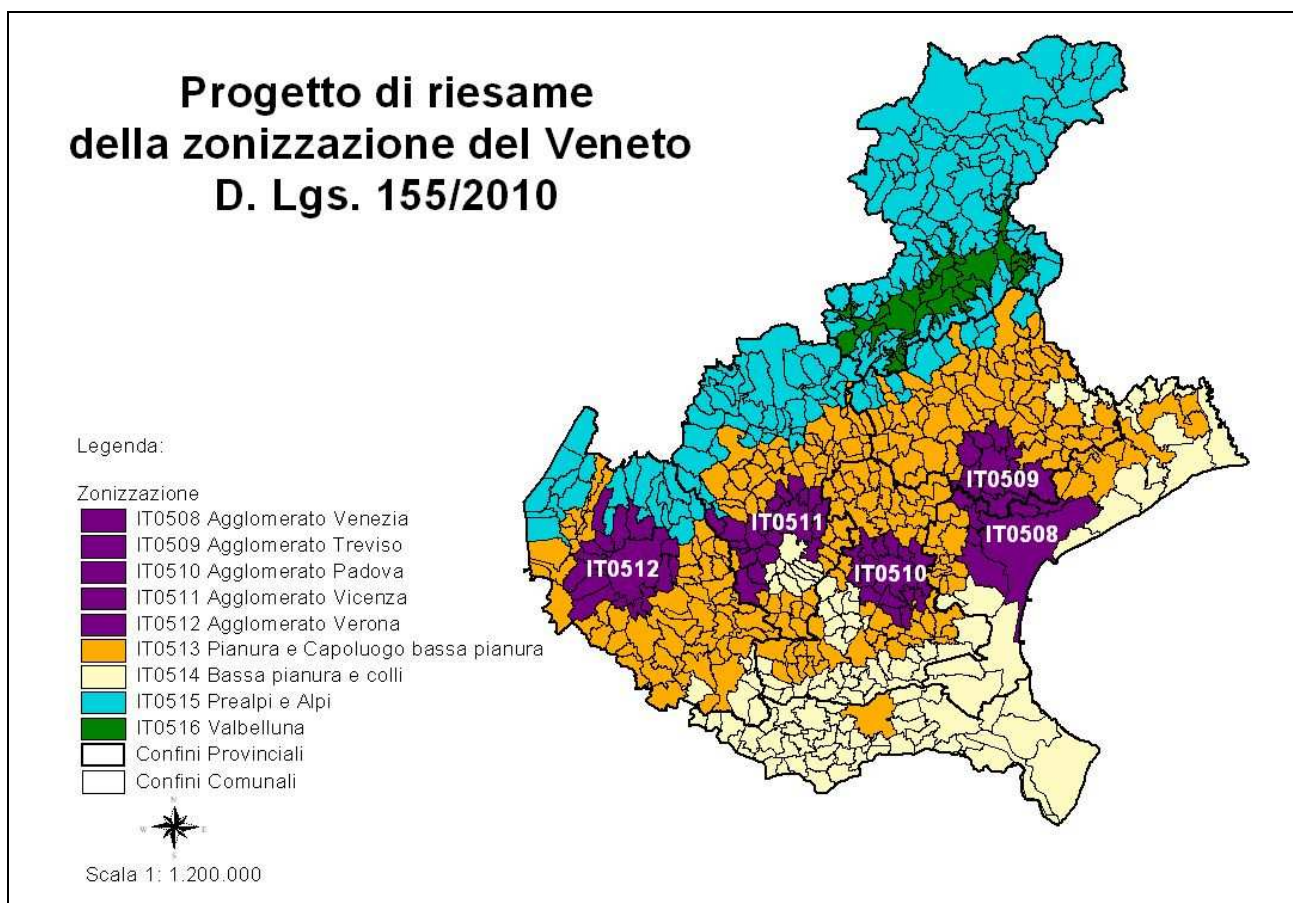 Progetto di riesame
della zonizzazione del Veneto
D. Lgs. 155/2010
Legenda:
Zonizzazione
IT0508 Agglomerato Venezia
IT0509 Agglomerato Treviso
IT0510 Agglomerato Padova
IT0511 Agglomerato Vicenza
IT0512 Agglomerato Verona
IT0513 Pianura e Capoluogo bassa pianura
IT0514 Bassa pianura e colli
IT0515 Prealpi e Alpi
IT0516 Valbelluna
Confini Provinciali
Confini Comunali
N
W E
S
Scala 1: 1.200.000
IT0509
IT0511
IT0508
IT0512
IT0510